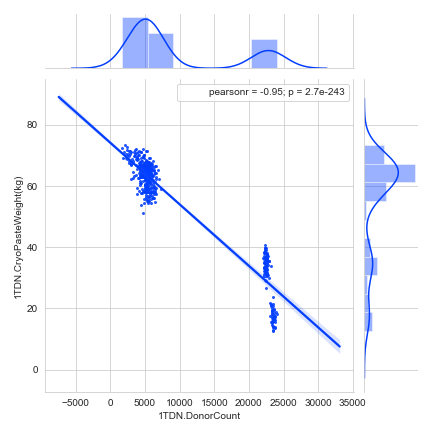 pearsonr = -0.95; p = 2.7e-243
80
60
40
20
0
1TDN.CryoPasteWeight(kg)
−5000 0 5000 10000 15000 20000 25000 30000 35000
1TDN.DonorCount